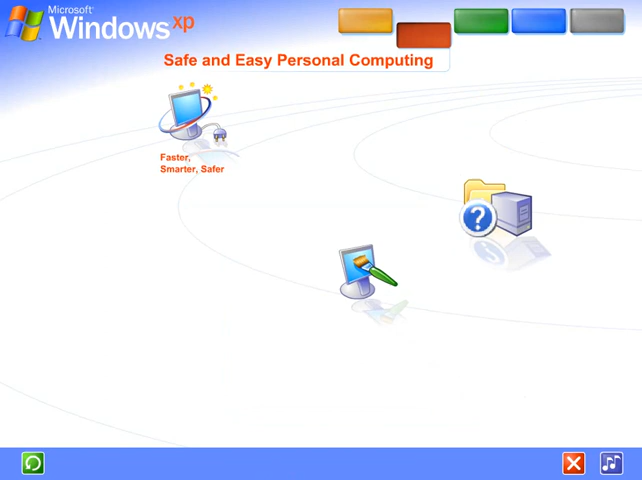 Microsoft®
Windows xp
Safe and Easy Personal Computing
Faster,
Smarter, Safer